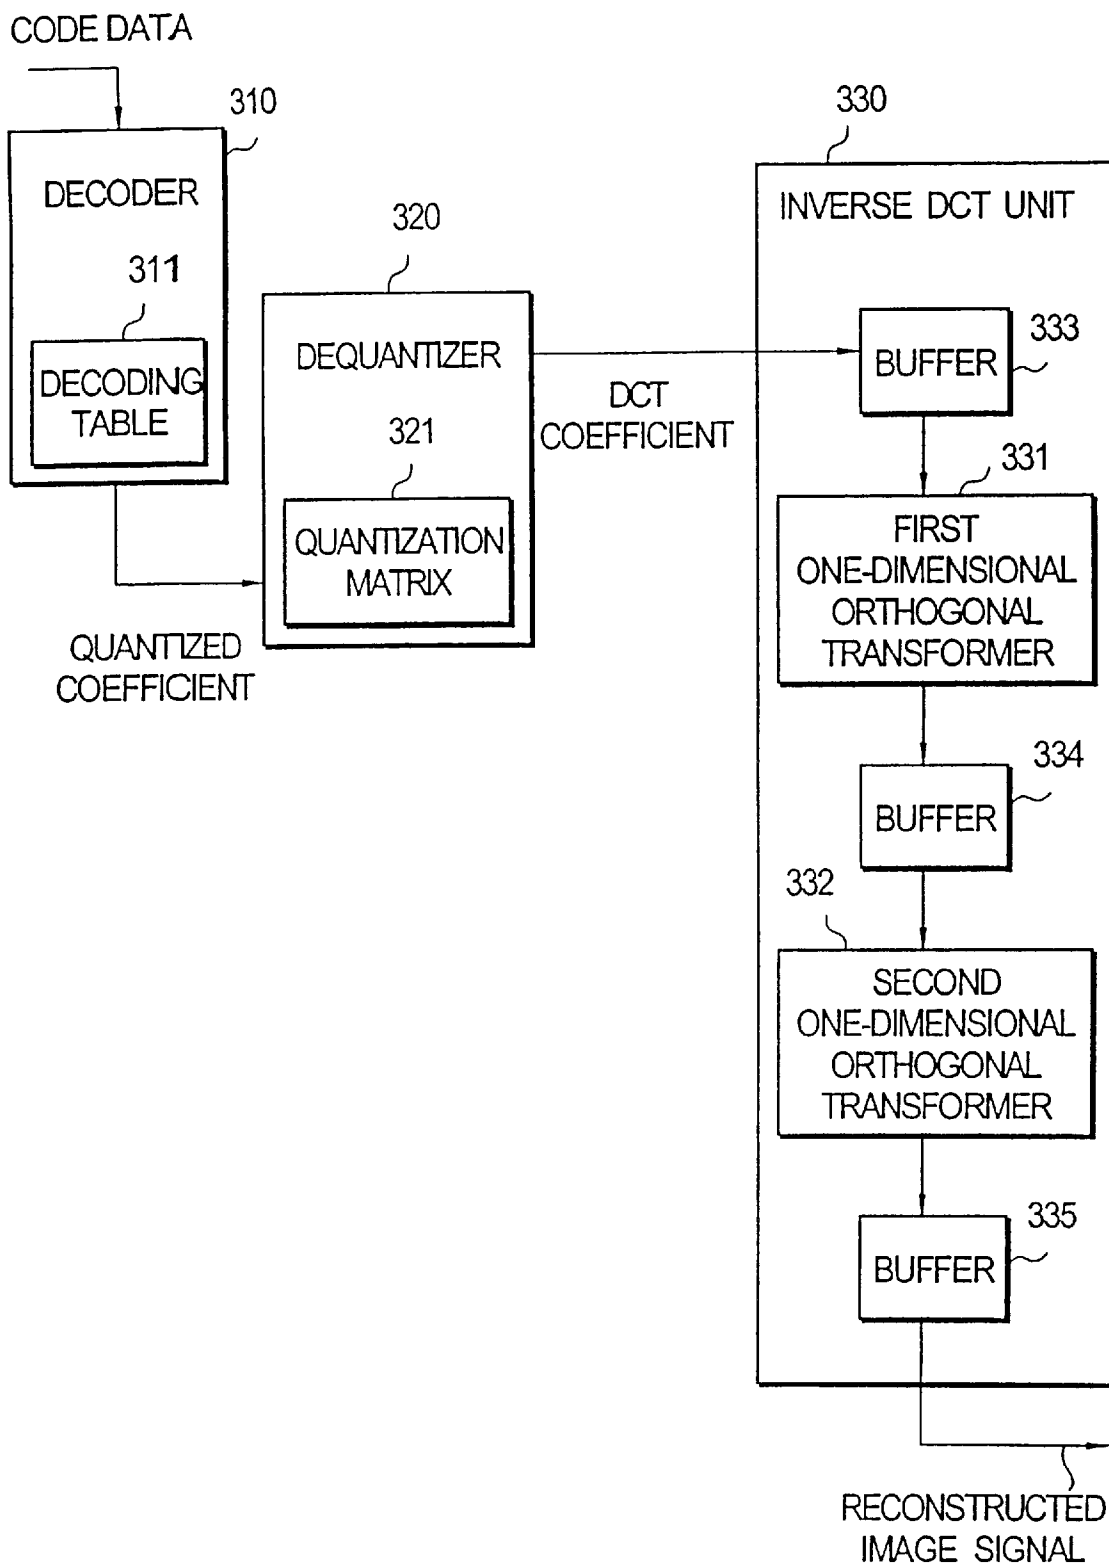 CODE DATA
310
DECODER
311
DECODING
TABLE
QUANTIZED
COEFFICIENT
320
DEQUANTIZER
321
QUANTIZATION
MATRIX
DCT
COEFFICIENT
330
INVERSE DCT UNIT
333
BUFFER
331
FIRST
ONE-DIMENSIONAL
ORTHOGONAL
TRANSFORMER
334
BUFFER
332
SECOND
ONE-DIMENSIONAL
ORTHOGONAL
TRANSFORMER
335
BUFFER
RECONSTRUCTED
IMAGE SIGNAL